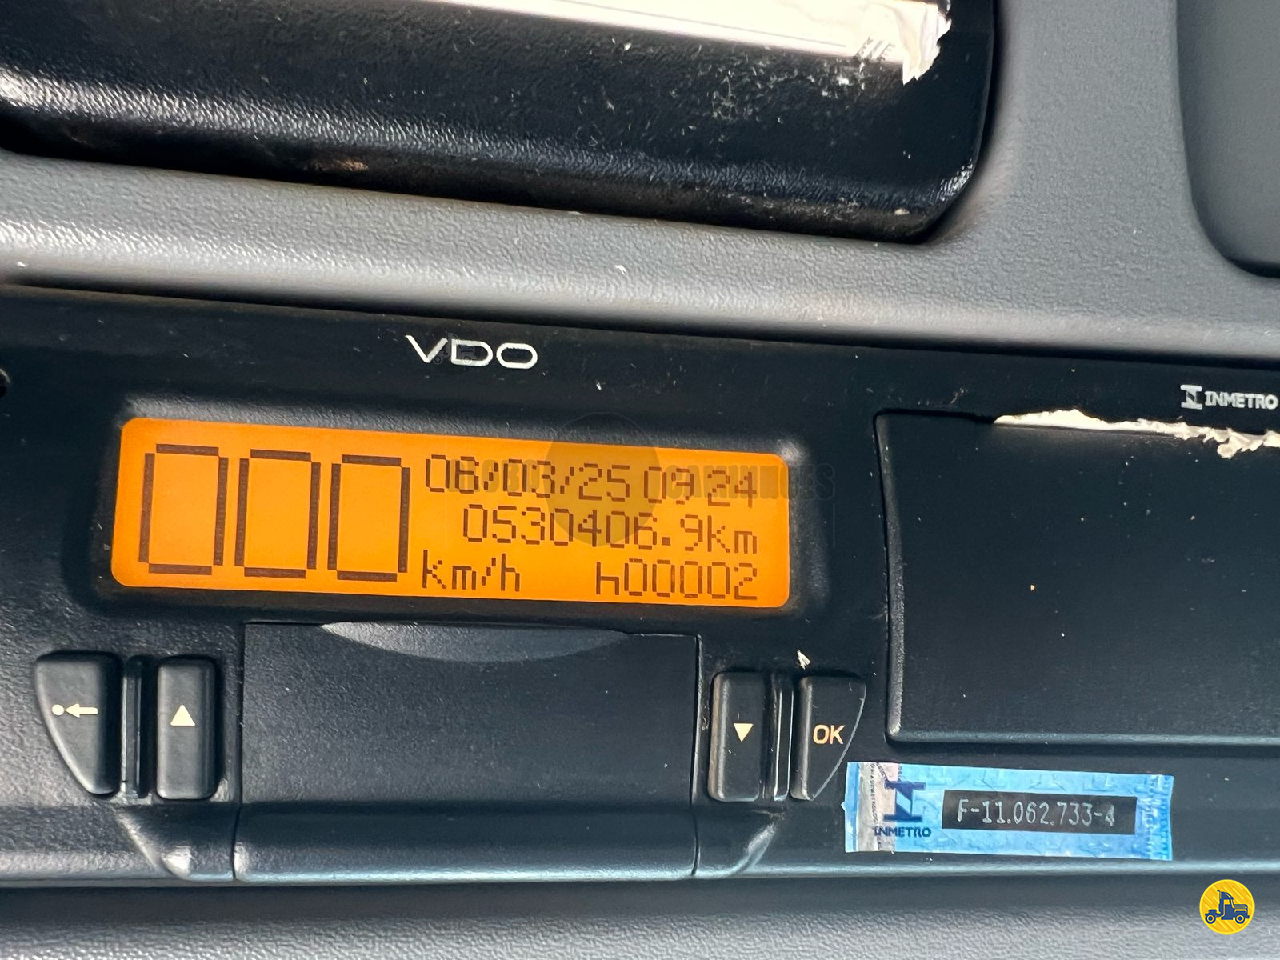 VDO
INMETRO
000
06/03/25 09:24
0530406.9km
km/h h00002
OK
INMETRO
F-11.062.733-4